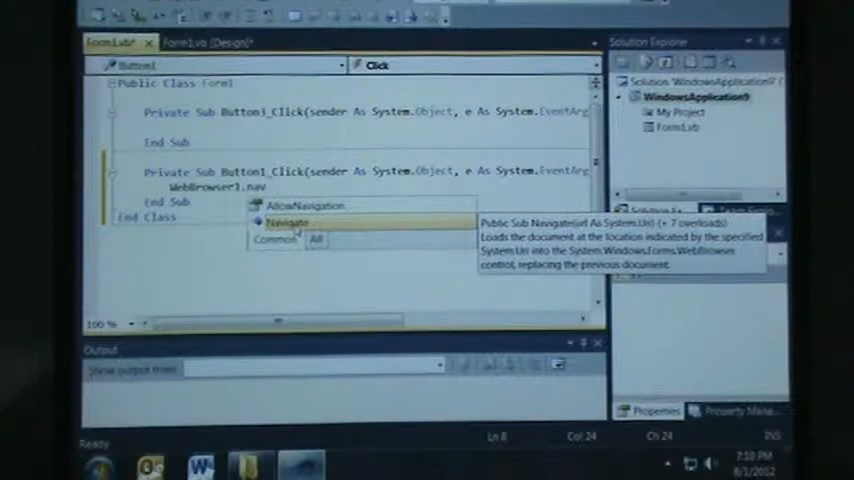 Form1.vb* × Form1.vb [Design]*
Solution Explorer
Button1
Click
Public Class Form1
Solution 'WindowsApplication9' (
WindowsApplication9
My Project
Form1.vb
Private Sub Button3_Click(sender As System.Object, e As System.EventArg
End Sub
Private Sub Button1_Click(sender As System.Object, e As System.EventArg
WebBrowser1.nav
End Sub
End Class
AllowNavigation
Navigate
Common All
Public Sub Navigate(url As System.Uri) (+ 7 overloads)
Loads the document at the location indicated by the specified
System.Uri into the System.Windows.Forms.WebBrowser
control, replacing the previous document.
100 %
Output
Show output from:
Properties
Property Mana...
Ready
Ln 8
Col 24
Ch 24
INS
7:10 PM
8/1/2012